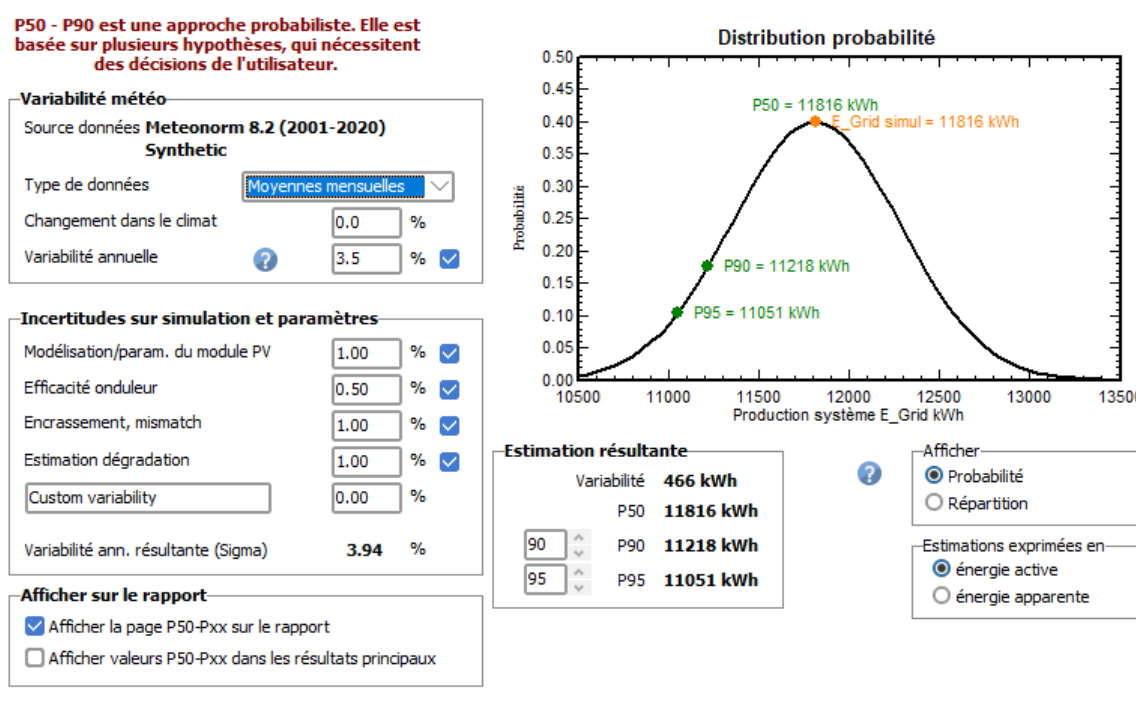 P50 - P90 est une approche probabiliste. Elle est
basée sur plusieurs hypothèses, qui nécessitent
des décisions de l'utilisateur.
Variabilité météo
Source données Meteonorm 8.2 (2001-2020)
Synthetic
Type de données Moyennes mensuelles
Changement dans le climat 0.0 %
Variabilité annuelle ? 3.5 %
Incertitudes sur simulation et paramètres
Modélisation/param. du module PV 1.00 %
Efficacité onduleur 0.50 %
Encrassement, mismatch 1.00 %
Estimation dégradation 1.00 %
Custom variability 0.00 %
Variabilité ann. résultante (Sigma) 3.94 %
Afficher sur le rapport
Afficher la page P50-Pxx sur le rapport
Afficher valeurs P50-Pxx dans les résultats principaux
Distribution probabilité
Probabilité
0.50
0.45
0.40
0.35
0.30
0.25
0.20
0.15
0.10
0.05
0.00
P50 = 11816 kWh
E_Grid simul = 11816 kWh
P90 = 11218 kWh
P95 = 11051 kWh
10500 11000 11500 12000 12500 13000 1350
Production système E_Grid kWh
Estimation résultante
Variabilité 466 kWh
P50 11816 kWh
90 P90 11218 kWh
95 P95 11051 kWh
?
Afficher
Probabilité
Répartition
Estimations exprimées en
énergie active
énergie apparente